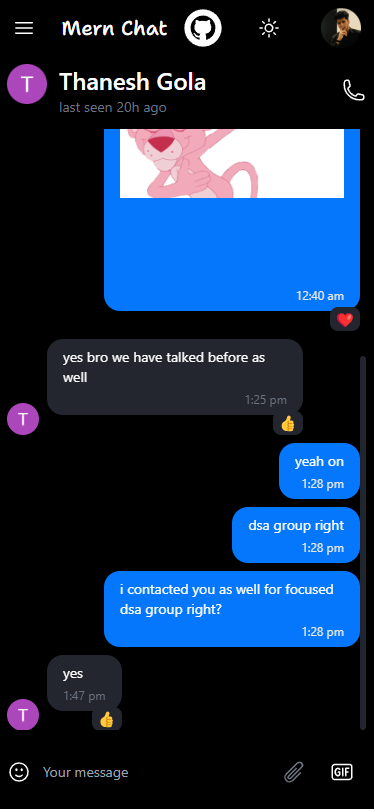 Mern Chat
T
Thanesh Gola
last seen 20h ago
12:40 am
yes bro we have talked before as
well
1:25 pm
T
yeah on
1:28 pm
dsa group right
1:28 pm
i contacted you as well for focused
dsa group right?
1:28 pm
yes
1:47 pm
T
Your message
GIF